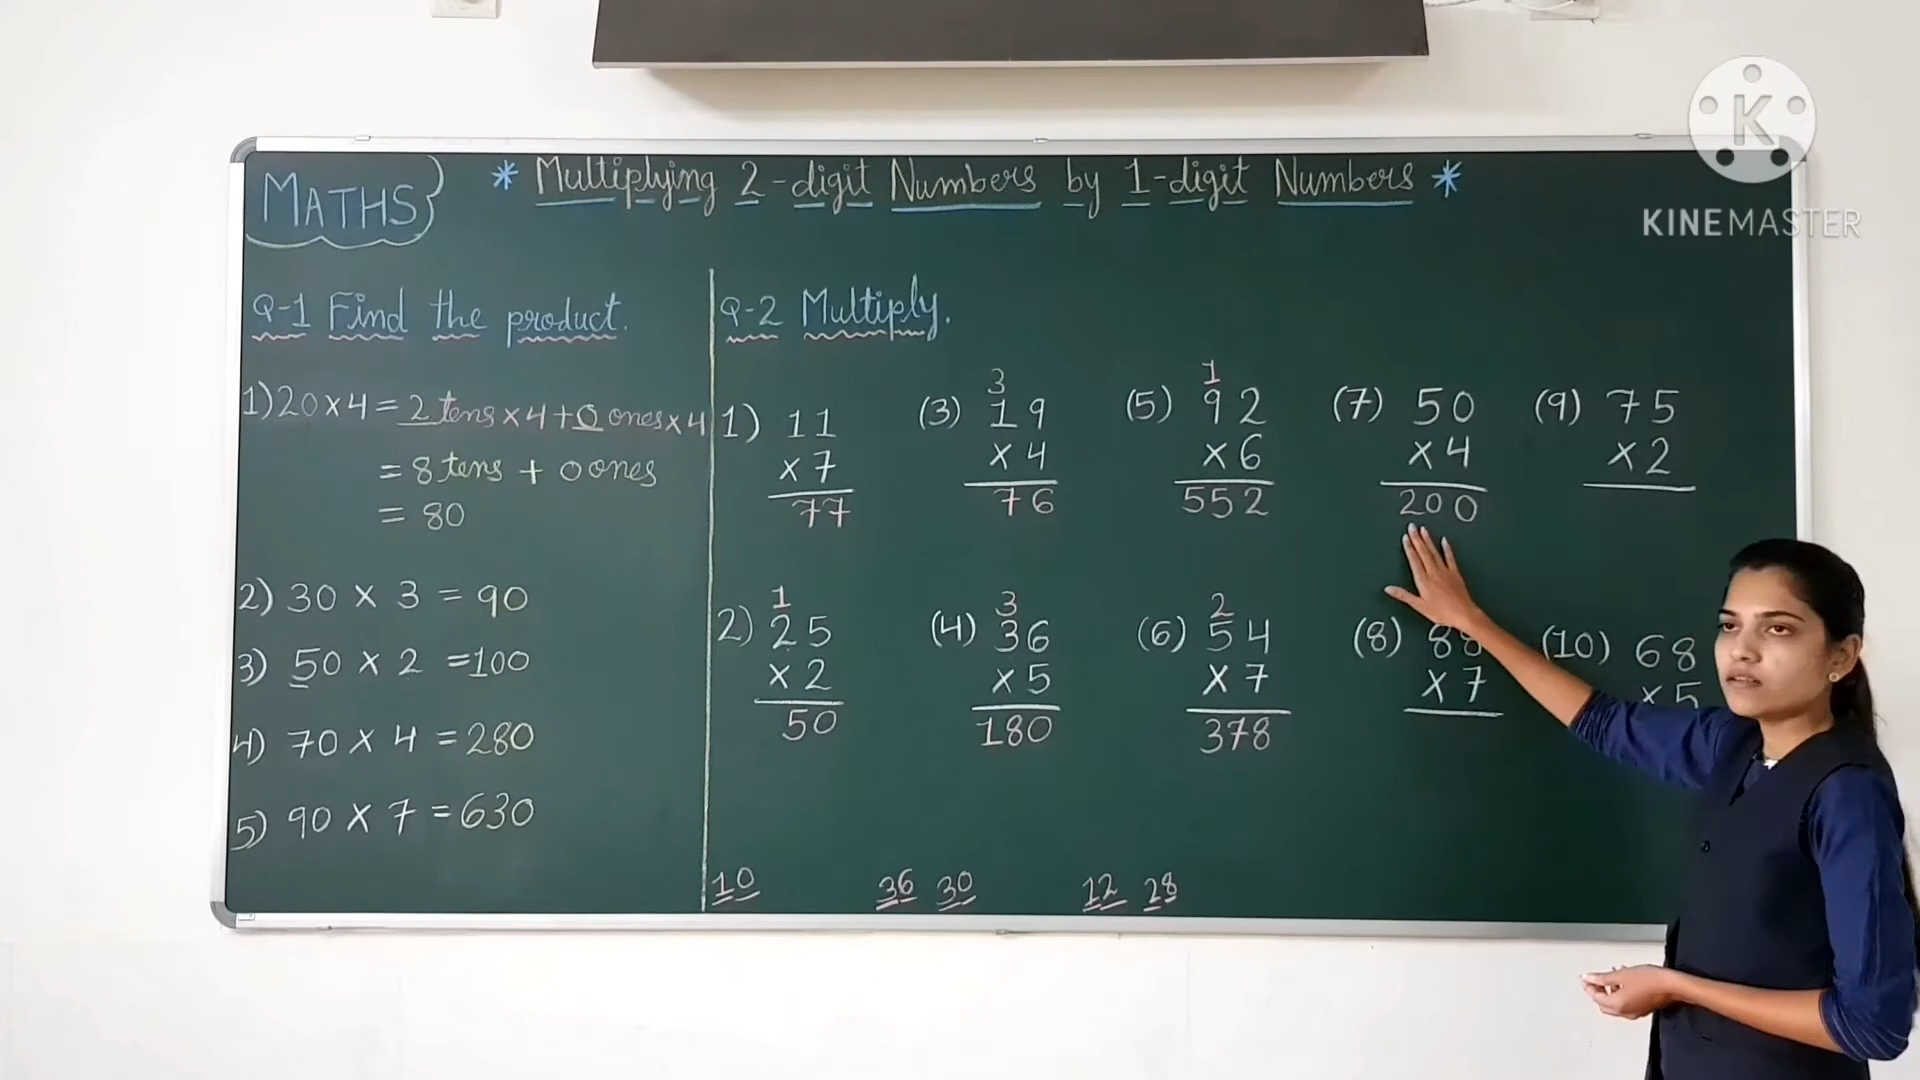 MATHS
* Multiplying 2-digit Numbers by 1-digit Numbers *
K
KINEMASTER
Q-1 Find the product.
1) 20 x 4 = 2 tens x 4 + 0 ones x 4
= 8 tens + 0 ones
= 80
2) 30 x 3 = 90
3) 50 x 2 = 100
4) 70 x 4 = 280
5) 90 x 7 = 630
Q-2 Multiply.
1) 11
x 7
77
1
2) 25
x 2
50
3
(3) 19
x 4
76
3
(4) 36
x 5
180
1
(5) 92
x 6
552
2
(6) 54
x 7
378
(7) 50
x 4
200
(8) 88
x 7
(9) 75
x 2
(10) 68
x 5
10 36 30 12 28